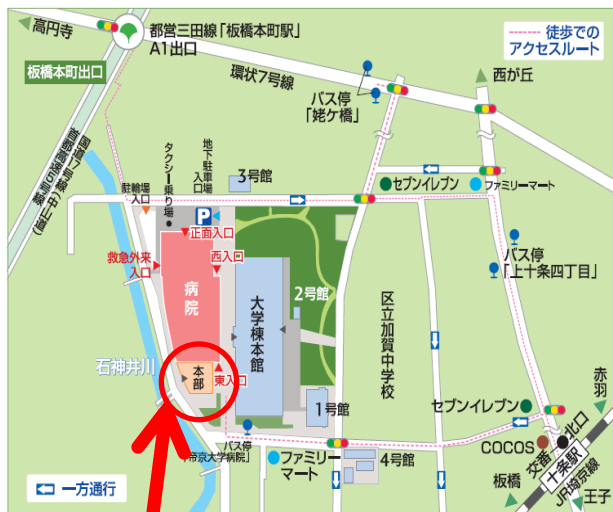 高円寺
都営三田線「板橋本町駅」
A1出口
徒歩での
アクセスルート
板橋本町出口
環状7号線
西が丘
バス停
「姥ケ橋」
国道17号線(中山道)
首都高速5号線
駐輪場
入口
タクシー乗り場
地下駐車場
入口
3号館
セブンイレブン
ファミリーマート
P
正面入口
救急外来
入口
西入口
病院
大学棟本館
2号館
区立加賀中学校
バス停
「上十条四丁目」
石神井川
本部
東入口
1号館
セブンイレブン
赤羽
北口
バス停
「帝京大学病院」
ファミリー
マート
4号館
COCOS
交番
十条駅
JR埼京線
板橋
王子
一方通行